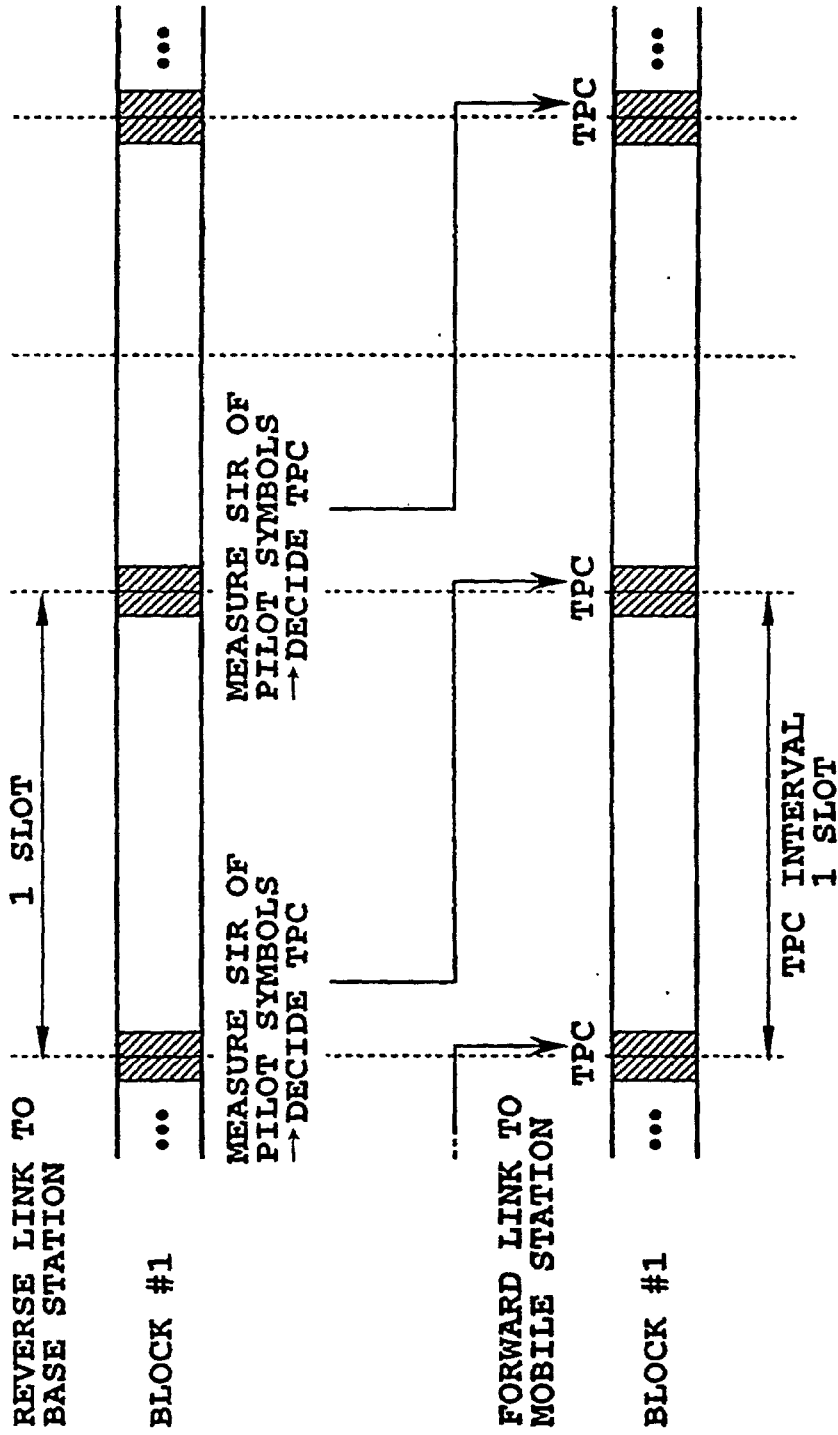 REVERSE LINK TO
BASE STATION
1 SLOT
BLOCK #1
•••
•••
MEASURE SIR OF
PILOT SYMBOLS
→DECIDE TPC
MEASURE SIR OF
PILOT SYMBOLS
→DECIDE TPC
FORWARD LINK TO
MOBILE STATION
TPC
TPC
TPC
BLOCK #1
•••
•••
TPC INTERVAL
1 SLOT